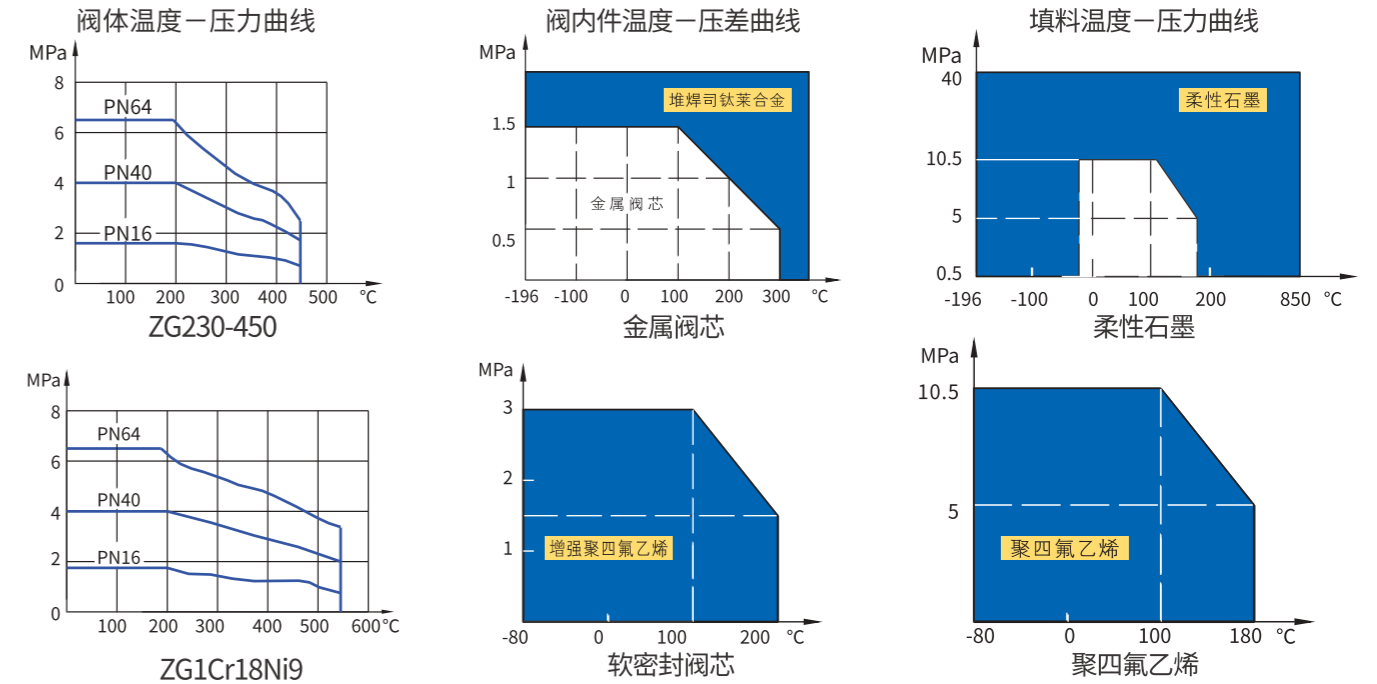 阀体温度－压力曲线
MPa
8
6
4
2
0
PN64
PN40
PN16
100 200 300 400 500 ℃
ZG230-450
阀内件温度－压差曲线
MPa
1.5
1
0.5
堆焊司钛莱合金
金属阀芯
-196 -100 0 100 200 300 ℃
金属阀芯
填料温度－压力曲线
MPa
40
10.5
5
0.5
柔性石墨
-196 -100 0 100 200 850 ℃
柔性石墨
MPa
8
6
4
2
0
PN64
PN40
PN16
100 200 300 400 500 600℃
ZG1Cr18Ni9
MPa
3
2
1
增强聚四氟乙烯
-80 0 100 200 ℃
软密封阀芯
MPa
10.5
5
聚四氟乙烯
-80 0 100 180 ℃
聚四氟乙烯